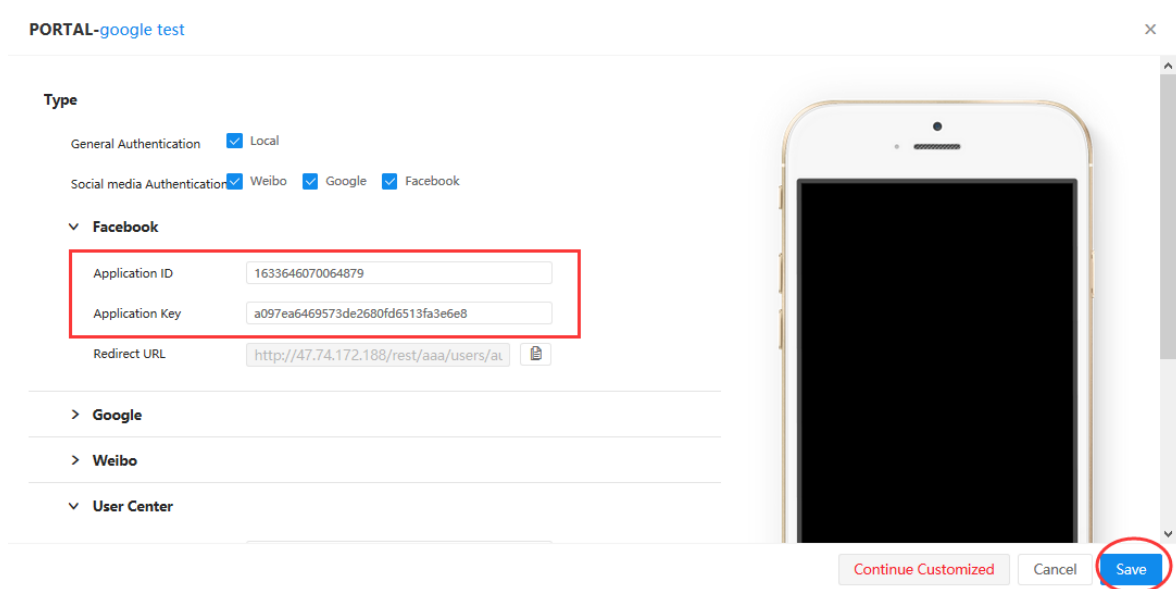 PORTAL-google test
Type
General Authentication Local
Social media Authentication Weibo Google Facebook
Facebook
Application ID 1633646070064879
Application Key a097ea6469573de2680fd6513fa3e6e8
Redirect URL http://47.74.172.188/rest/aaa/users/au
Google
Weibo
User Center
Continue Customized Cancel Save